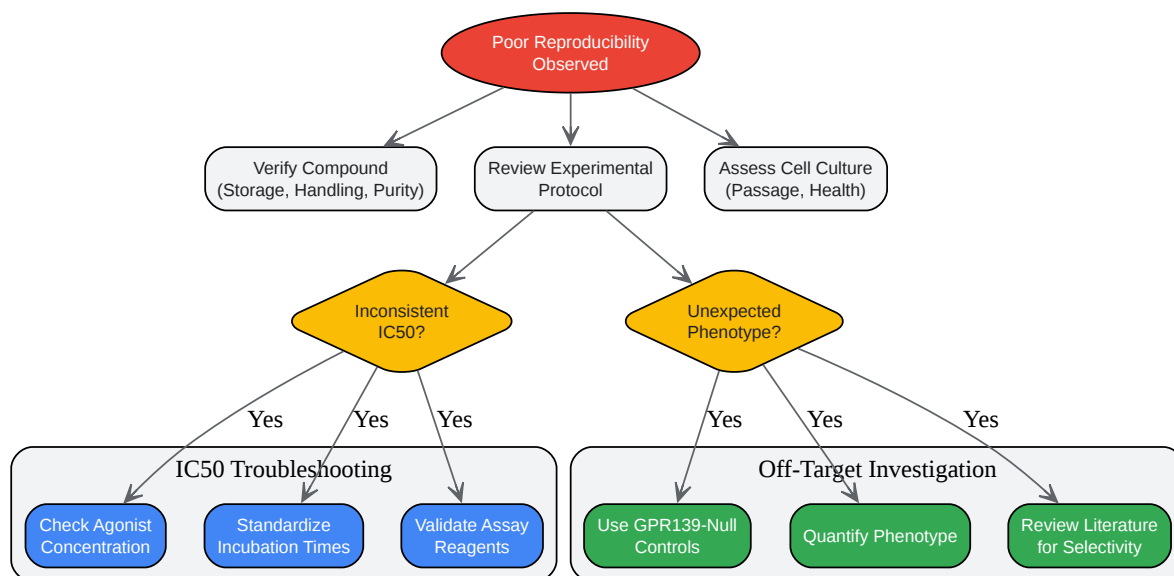 Poor Reproducibility
Observed
Verify Compound
(Storage, Handling, Purity)
Review Experimental
Protocol
Assess Cell Culture
(Passage, Health)
Inconsistent
IC50?
Unexpected
Phenotype?
Yes
Yes
Yes
Yes
Yes
Yes
IC50 Troubleshooting
Off-Target Investigation
Check Agonist
Concentration
Standardize
Incubation Times
Validate Assay
Reagents
Use GPR139-Null
Controls
Quantify Phenotype
Review Literature
for Selectivity